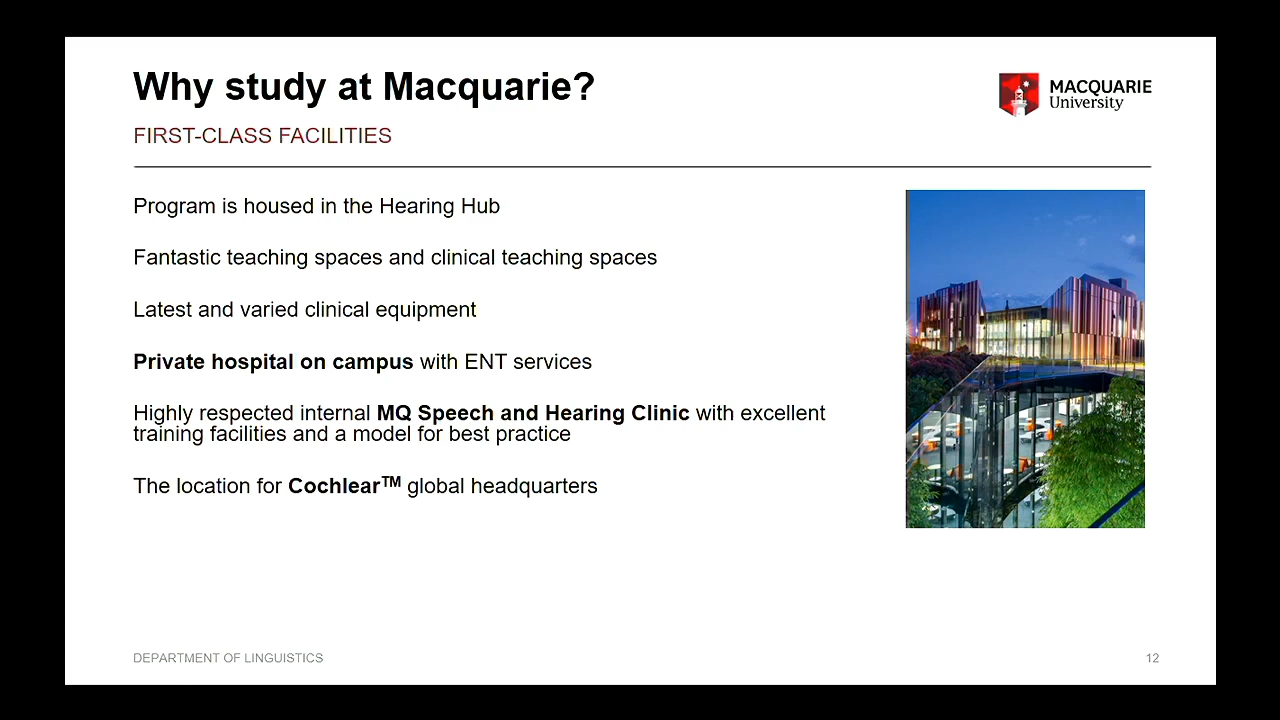 Why study at Macquarie?
MACQUARIE
University
FIRST-CLASS FACILITIES
Program is housed in the Hearing Hub
Fantastic teaching spaces and clinical teaching spaces
Latest and varied clinical equipment
Private hospital on campus with ENT services
Highly respected internal MQ Speech and Hearing Clinic with excellent
training facilities and a model for best practice
The location for Cochlear™ global headquarters
DEPARTMENT OF LINGUISTICS
12